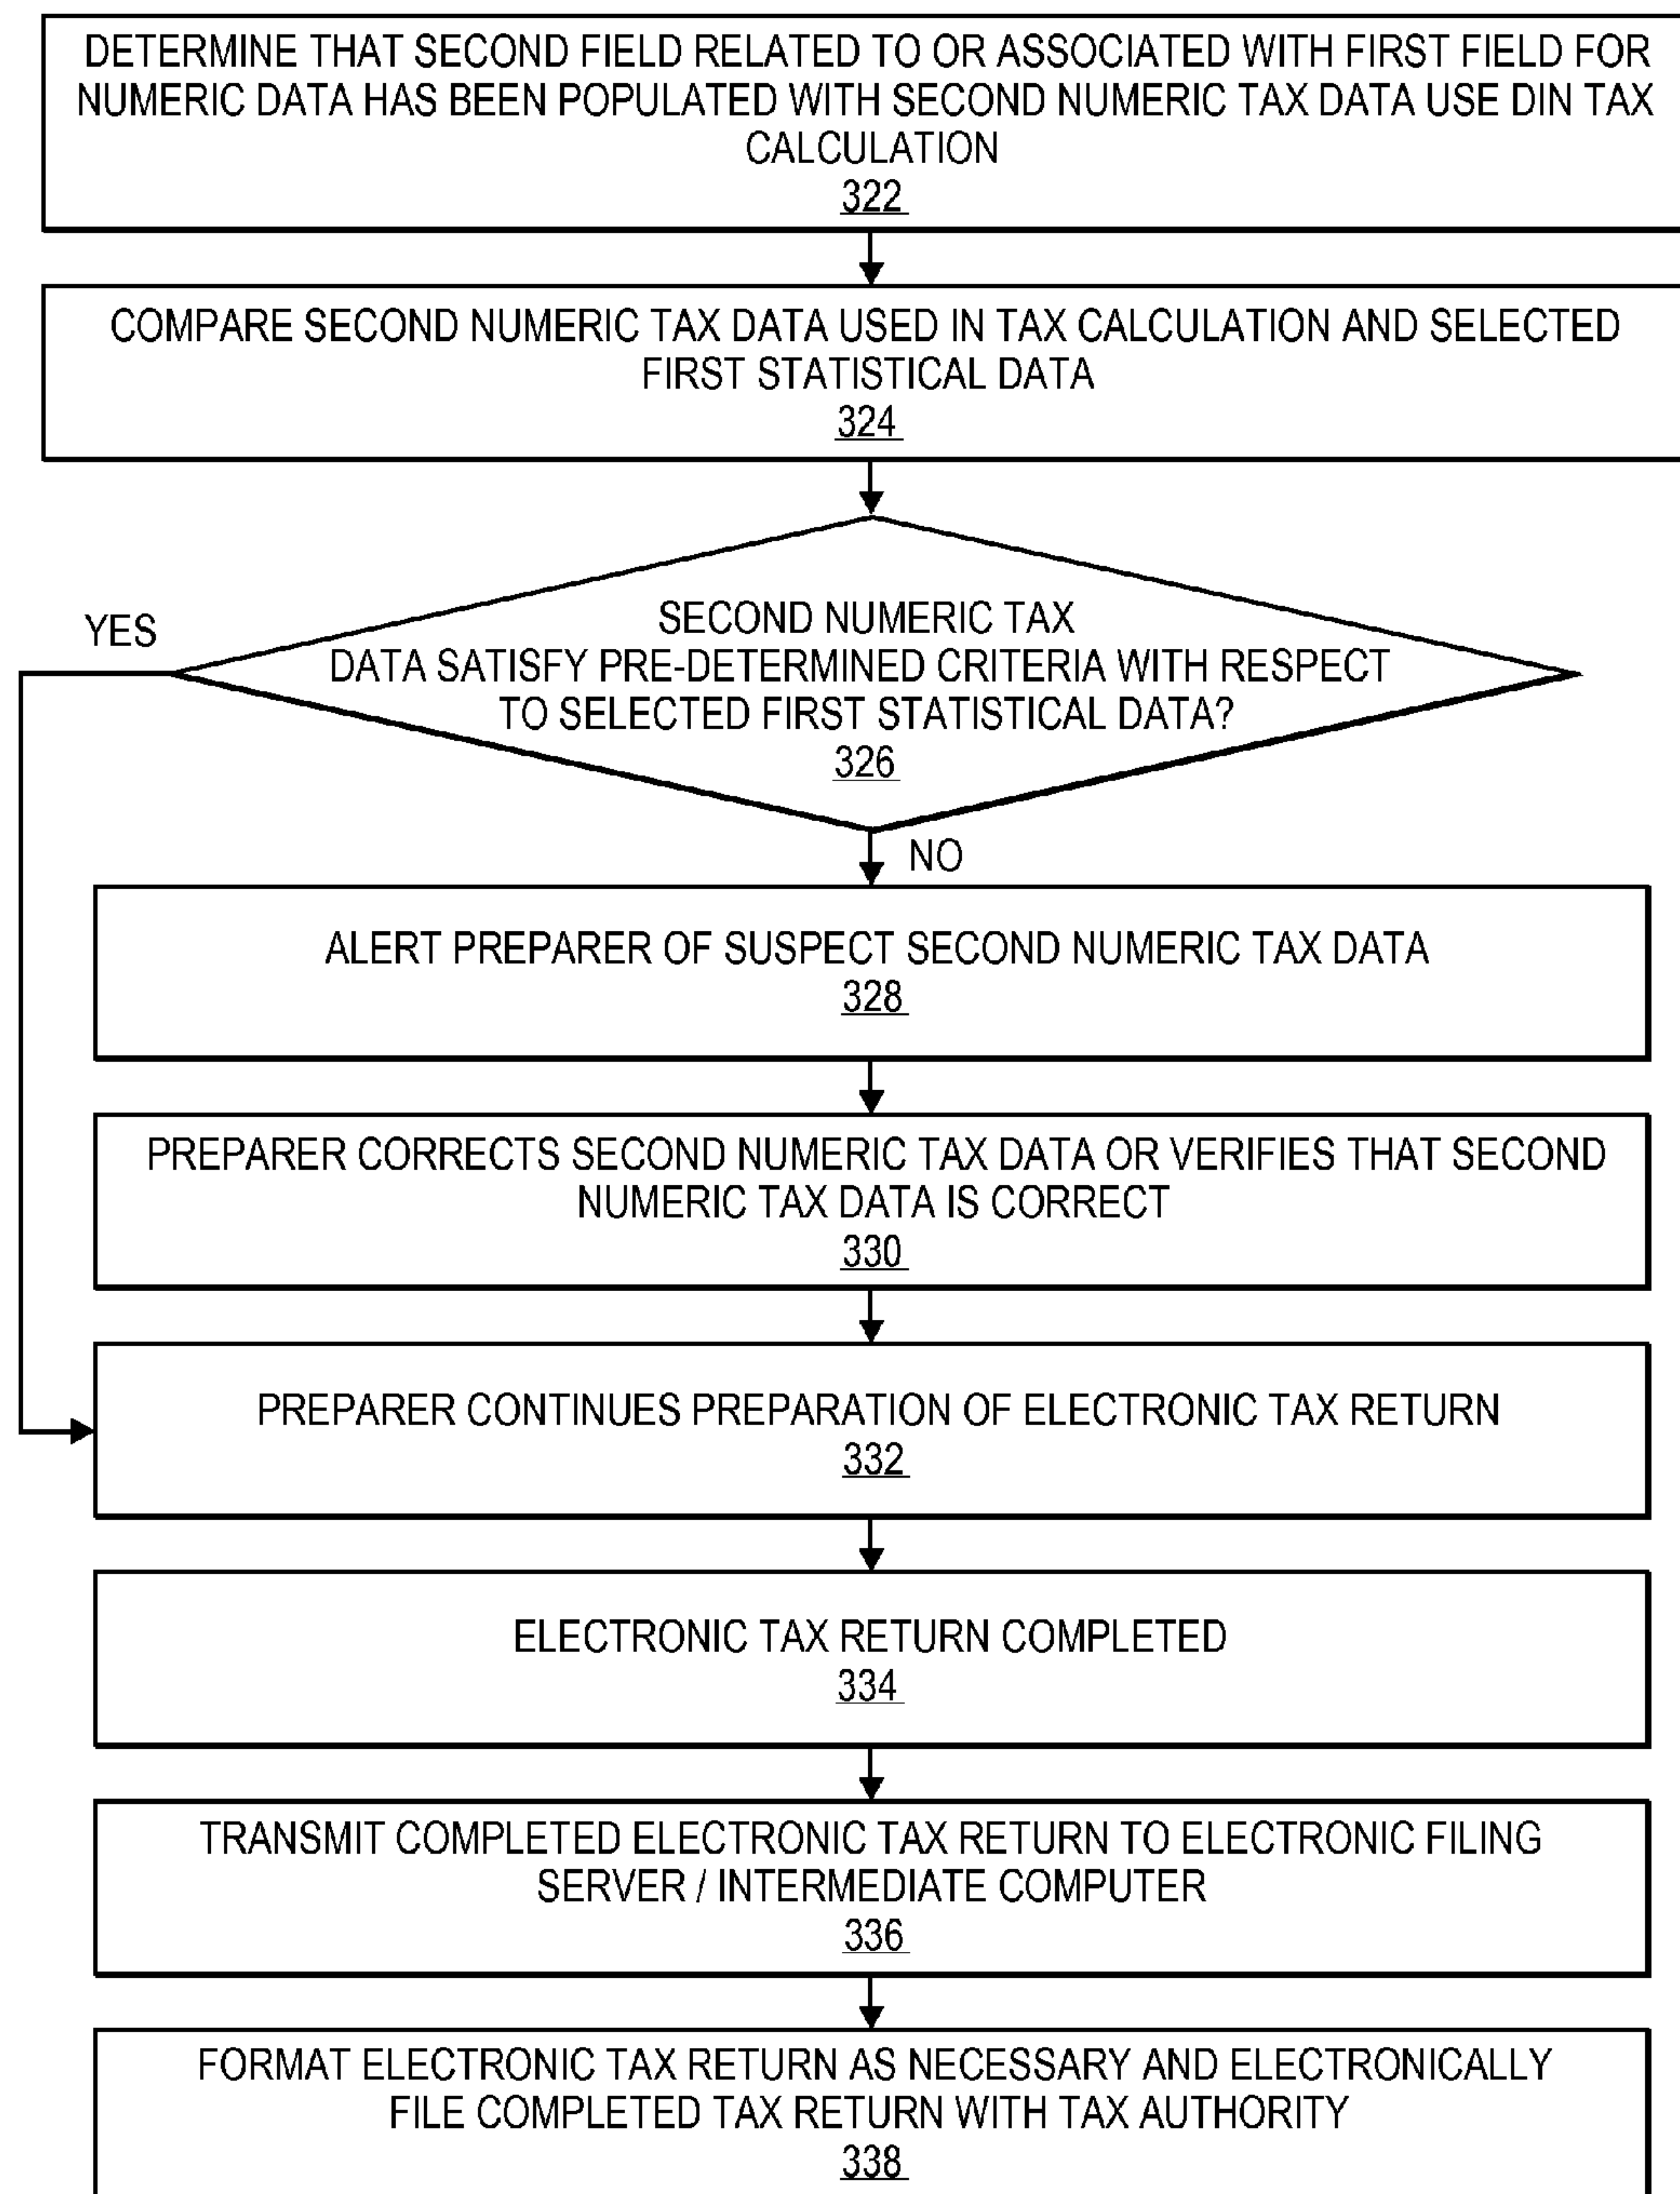 DETERMINE THAT SECOND FIELD RELATED TO OR ASSOCIATED WITH FIRST FIELD FOR
NUMERIC DATA HAS BEEN POPULATED WITH SECOND NUMERIC TAX DATA USE DIN TAX
CALCULATION
322
COMPARE SECOND NUMERIC TAX DATA USED IN TAX CALCULATION AND SELECTED
FIRST STATISTICAL DATA
324
YES
SECOND NUMERIC TAX
DATA SATISFY PRE-DETERMINED CRITERIA WITH RESPECT
TO SELECTED FIRST STATISTICAL DATA?
326
NO
ALERT PREPARER OF SUSPECT SECOND NUMERIC TAX DATA
328
PREPARER CORRECTS SECOND NUMERIC TAX DATA OR VERIFIES THAT SECOND
NUMERIC TAX DATA IS CORRECT
330
PREPARER CONTINUES PREPARATION OF ELECTRONIC TAX RETURN
332
ELECTRONIC TAX RETURN COMPLETED
334
TRANSMIT COMPLETED ELECTRONIC TAX RETURN TO ELECTRONIC FILING
SERVER / INTERMEDIATE COMPUTER
336
FORMAT ELECTRONIC TAX RETURN AS NECESSARY AND ELECTRONICALLY
FILE COMPLETED TAX RETURN WITH TAX AUTHORITY
338